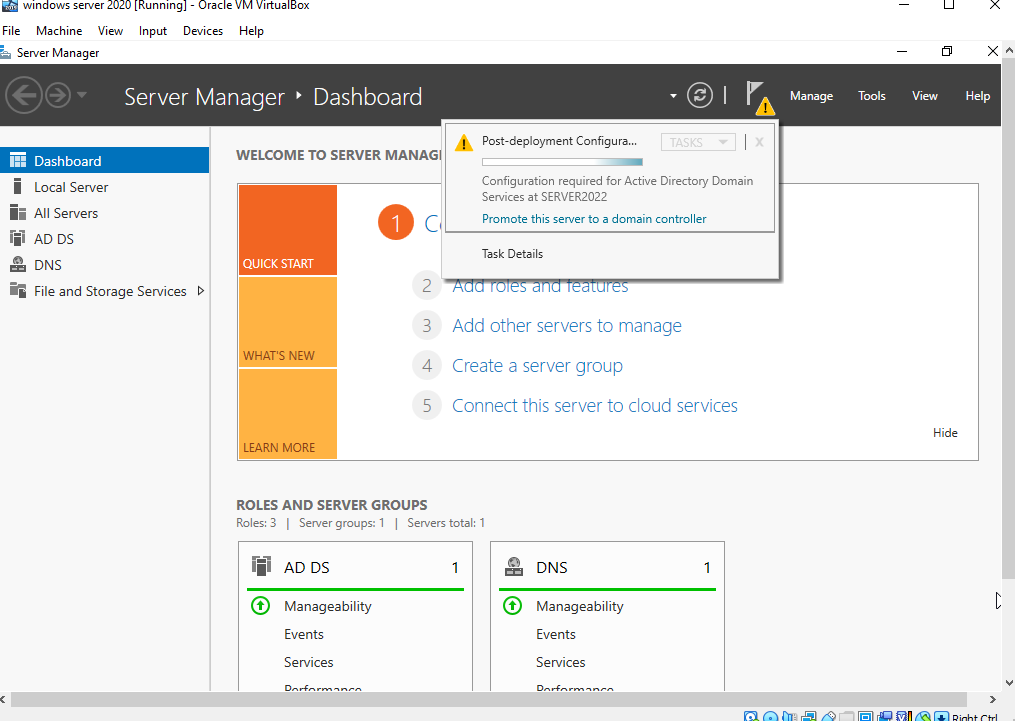 windows server 2020 [Running] - Oracle VM VirtualBox
File Machine View Input Devices Help
Server Manager
Server Manager Dashboard
Manage Tools View Help
Post-deployment Configura...
TASKS
x
Configuration required for Active Directory Domain
Services at SERVER2022
Promote this server to a domain controller
Task Details
Dashboard
Local Server
All Servers
AD DS
DNS
File and Storage Services
WELCOME TO SERVER MANAG
QUICK START
WHAT'S NEW
LEARN MORE
1
2 Add roles and features
3 Add other servers to manage
4 Create a server group
5 Connect this server to cloud services
Hide
ROLES AND SERVER GROUPS
Roles: 3 | Server groups: 1 | Servers total: 1
AD DS 1
Manageability
Events
Services
Performance
DNS 1
Manageability
Events
Services
Performance
Right Ctrl